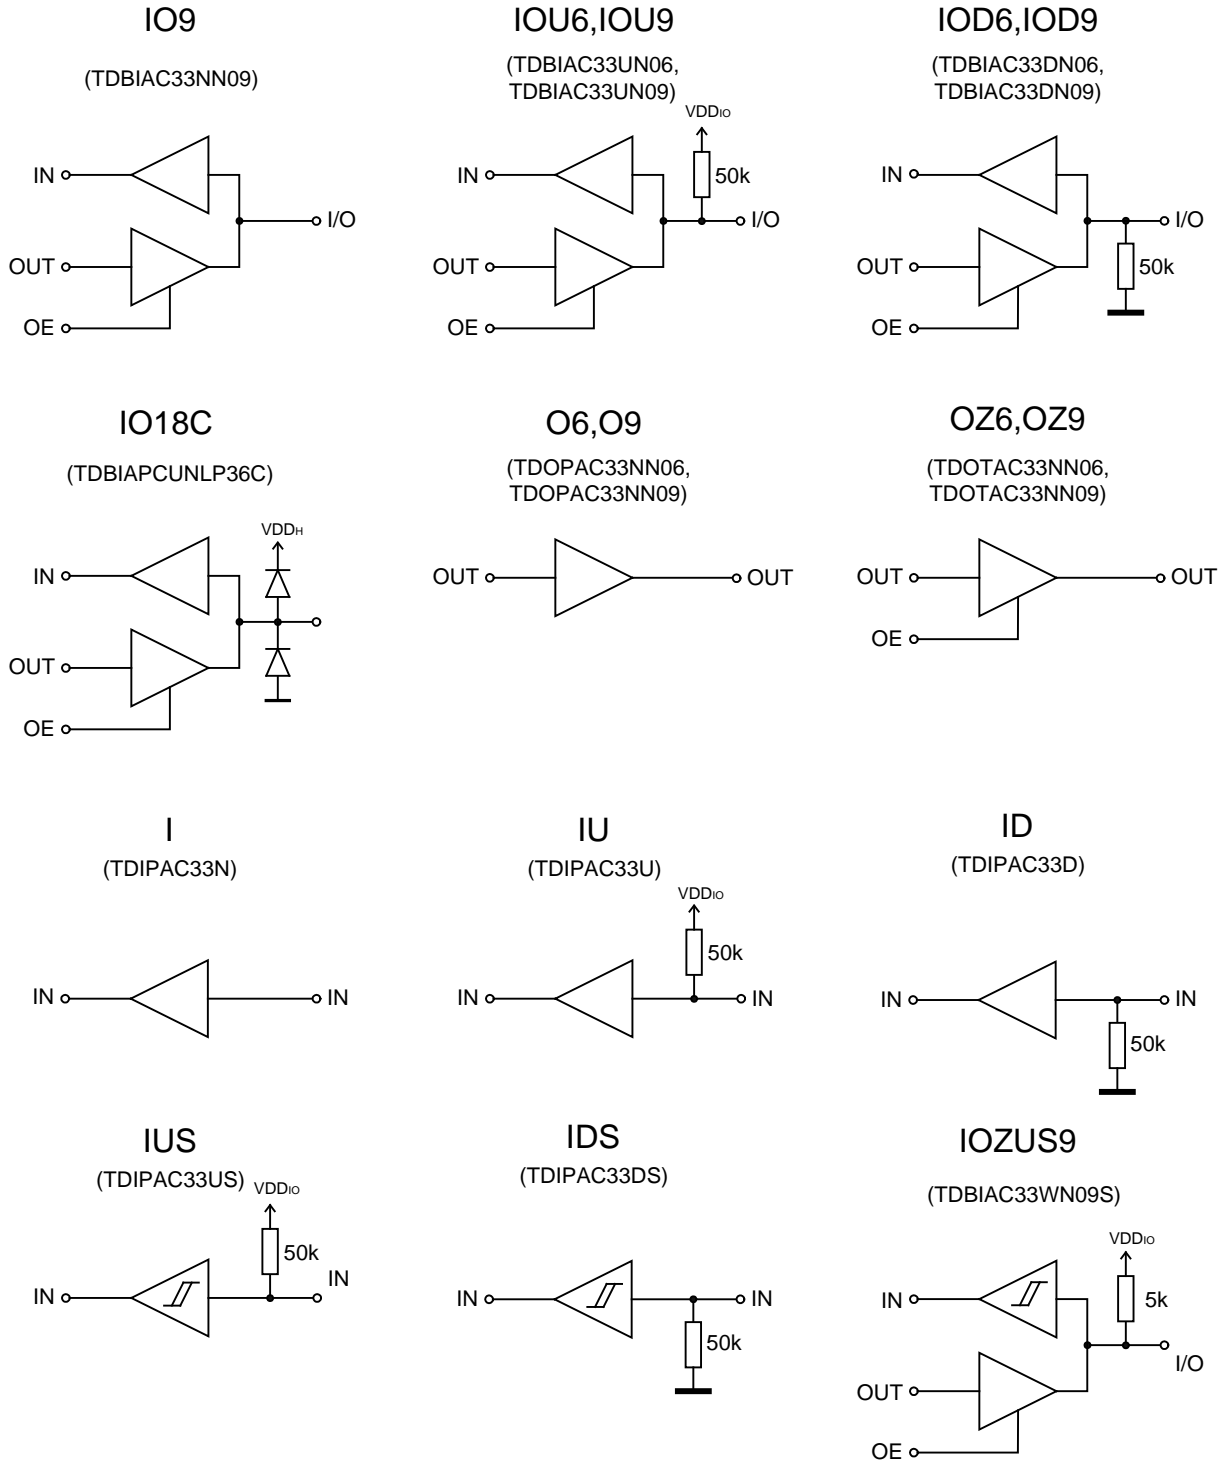 IO9
(TDBIAC33NN09)
IN
I/O
OUT
OE
IOU6,IOU9
(TDBIAC33UN06,
TDBIAC33UN09)
VDDIO
50k
IN
I/O
OUT
OE
IOD6,IOD9
(TDBIAC33DN06,
TDBIAC33DN09)
IN
I/O
50k
OUT
OE
IO18C
(TDBIAPCUNLP36C)
VDDH
IN
OUT
OE
O6,O9
(TDOPAC33NN06,
TDOPAC33NN09)
OUT
OUT
OZ6,OZ9
(TDOTAC33NN06,
TDOTAC33NN09)
OUT
OUT
OE
I
(TDIPAC33N)
IN
IN
IU
(TDIPAC33U)
VDDIO
50k
IN
IN
ID
(TDIPAC33D)
IN
IN
50k
IUS
(TDIPAC33US)
VDDIO
50k
IN
IN
IDS
(TDIPAC33DS)
IN
IN
50k
IOZUS9
(TDBIAC33WN09S)
VDDIO
5k
IN
I/O
OUT
OE